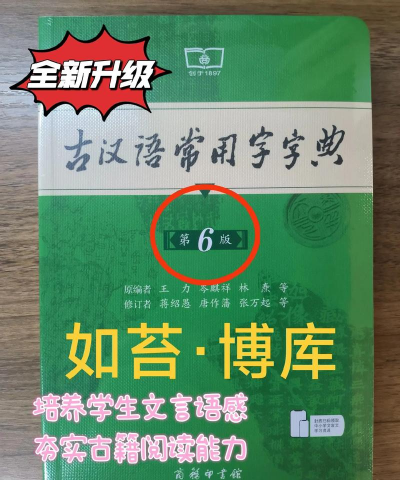 创于1897
全新升级
古汉语常用字字典
第6版
原编者 王力 岑麒祥 林焘 等
修订者 蒋绍愚 唐作藩 张万起 等
如苔·博库
培养学生文言语感
夯实古籍阅读能力
商务印书馆